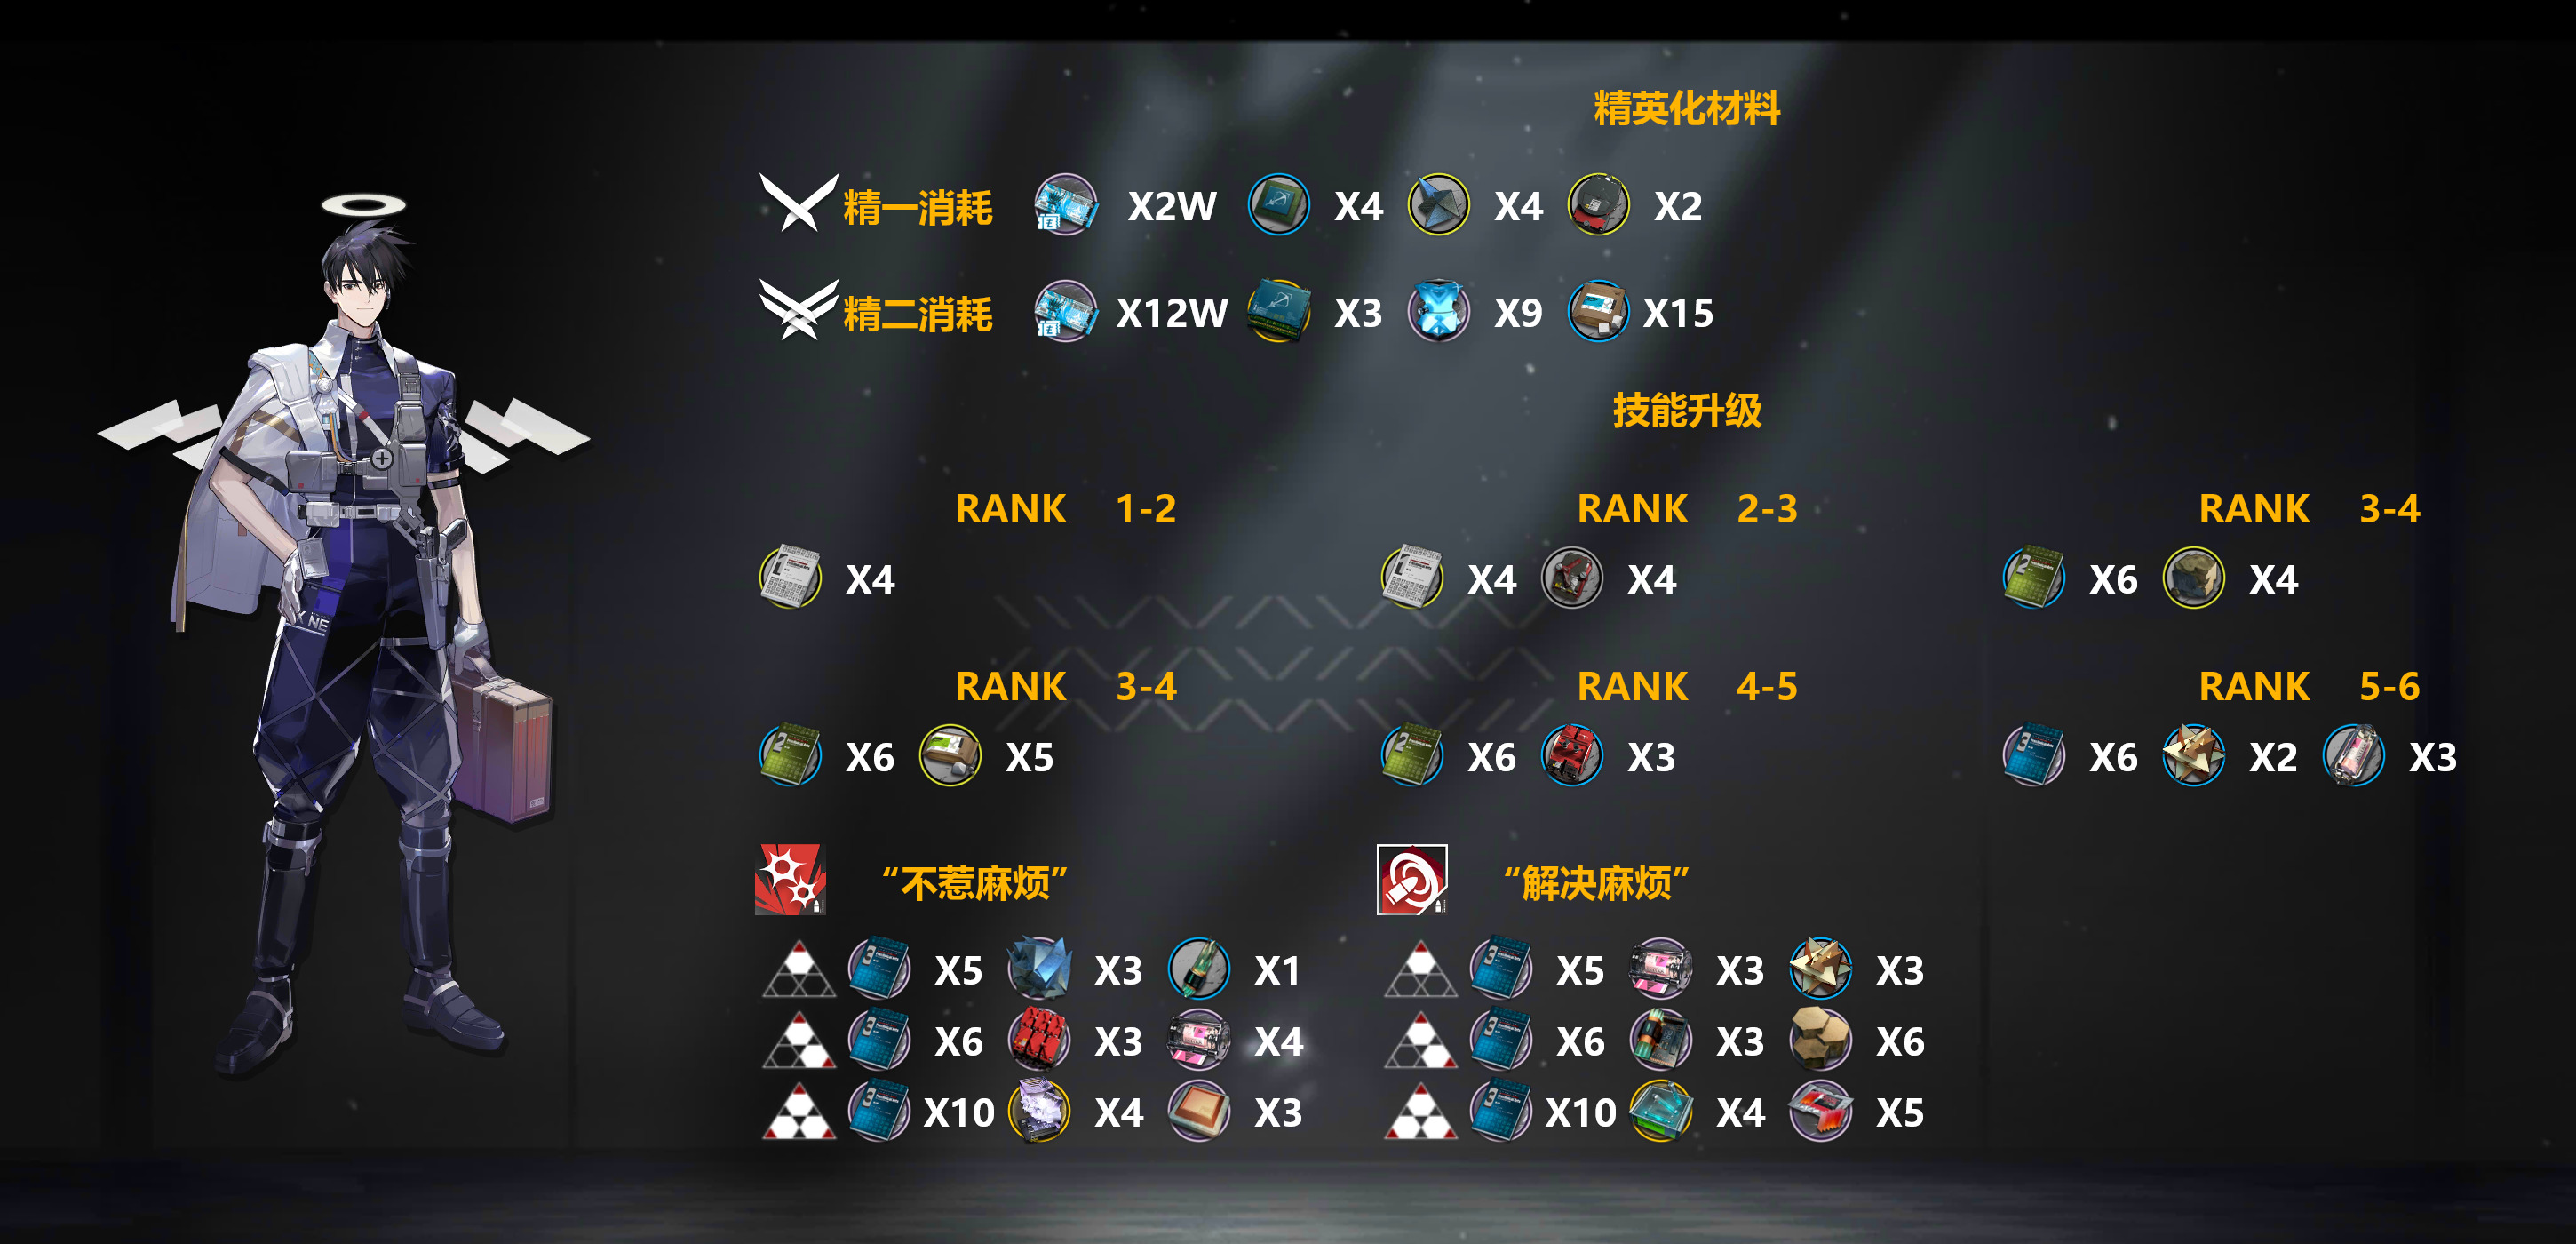 精英化材料
精一消耗 X2W X4 X4 X2
精二消耗 X12W X3 X9 X15
技能升级
RANK 1-2 RANK 2-3 RANK 3-4
X4 X4 X4 X6 X4
RANK 3-4 RANK 4-5 RANK 5-6
X6 X5 X6 X3 X6 X2 X3
“不惹麻烦” “解决麻烦”
X5 X3 X1 X5 X3 X3
X6 X3 X4 X6 X3 X6
X10 X4 X3 X10 X4 X5